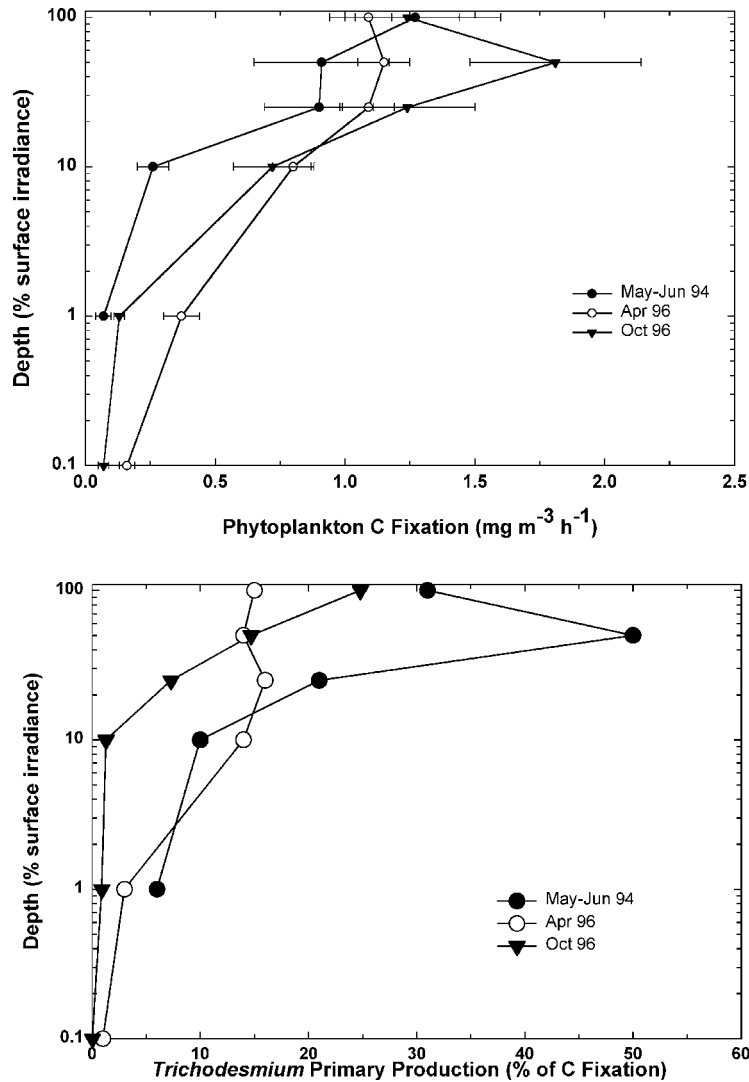 100
10
1
0.1
Depth (% surface irradiance)
May-Jun 94
Apr 96
Oct 96
0.0 0.5 1.0 1.5 2.0 2.5
Phytoplankton C Fixation (mg m⁻³ h⁻¹)
100
10
1
0.1
Depth (% surface irradiance)
May-Jun 94
Apr 96
Oct 96
0 10 20 30 40 50 60
Trichodesmium Primary Production (% of C Fixation)